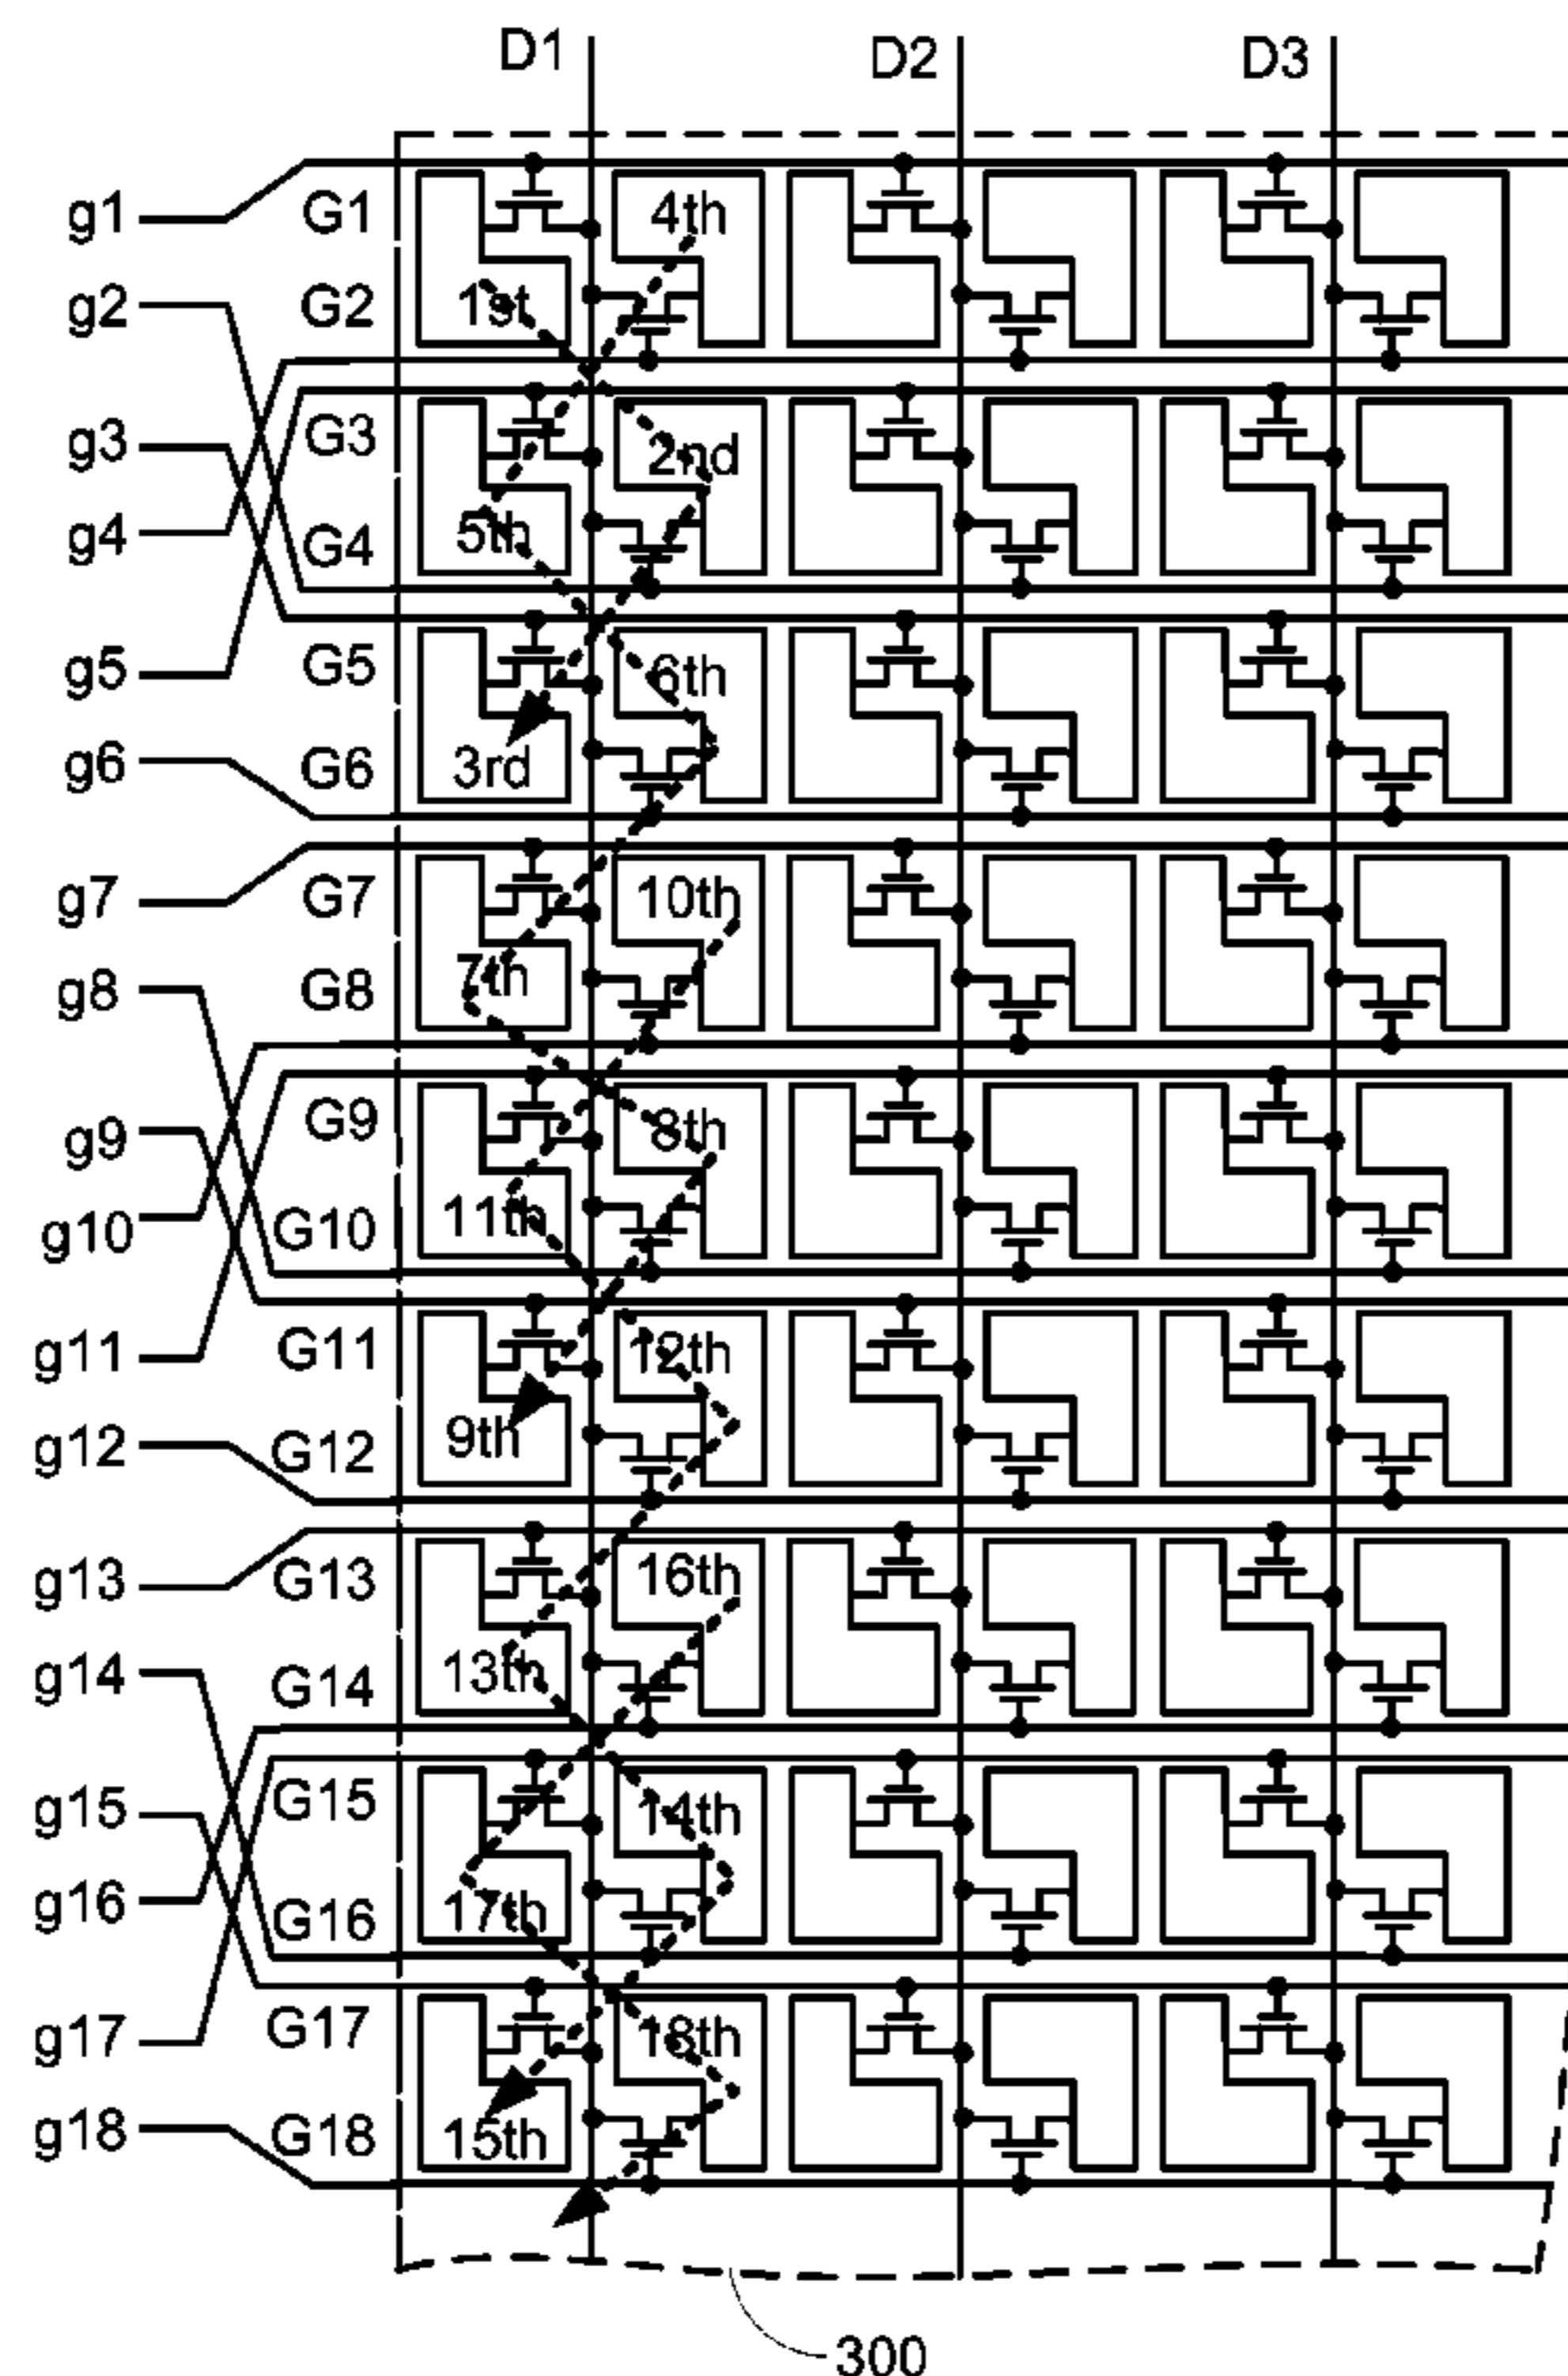 D1 D2 D3
g1 G1 4th
g2 G2 1st
g3 G3 2nd
g4 G4 5th
g5 G5 6th
g6 G6 3rd
g7 G7 10th
g8 G8 7th
g9 G9 8th
g10 G10 11th
g11 G11 12th
g12 G12 9th
g13 G13 16th
g14 G14 13th
g15 G15 14th
g16 G16 17th
g17 G17 18th
g18 G18 15th
300